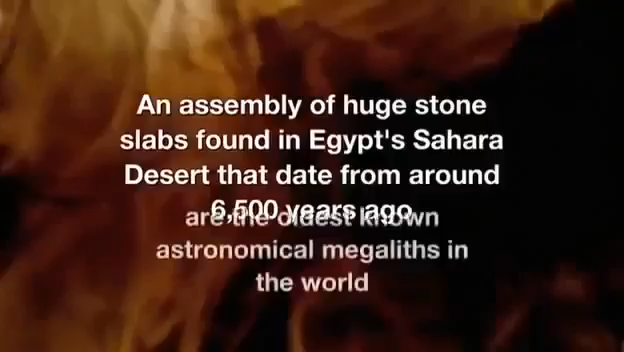 An assembly of huge stone
slabs found in Egypt's Sahara
Desert that date from around
6,500 years ago
are the oldest known
astronomical megaliths in
the world